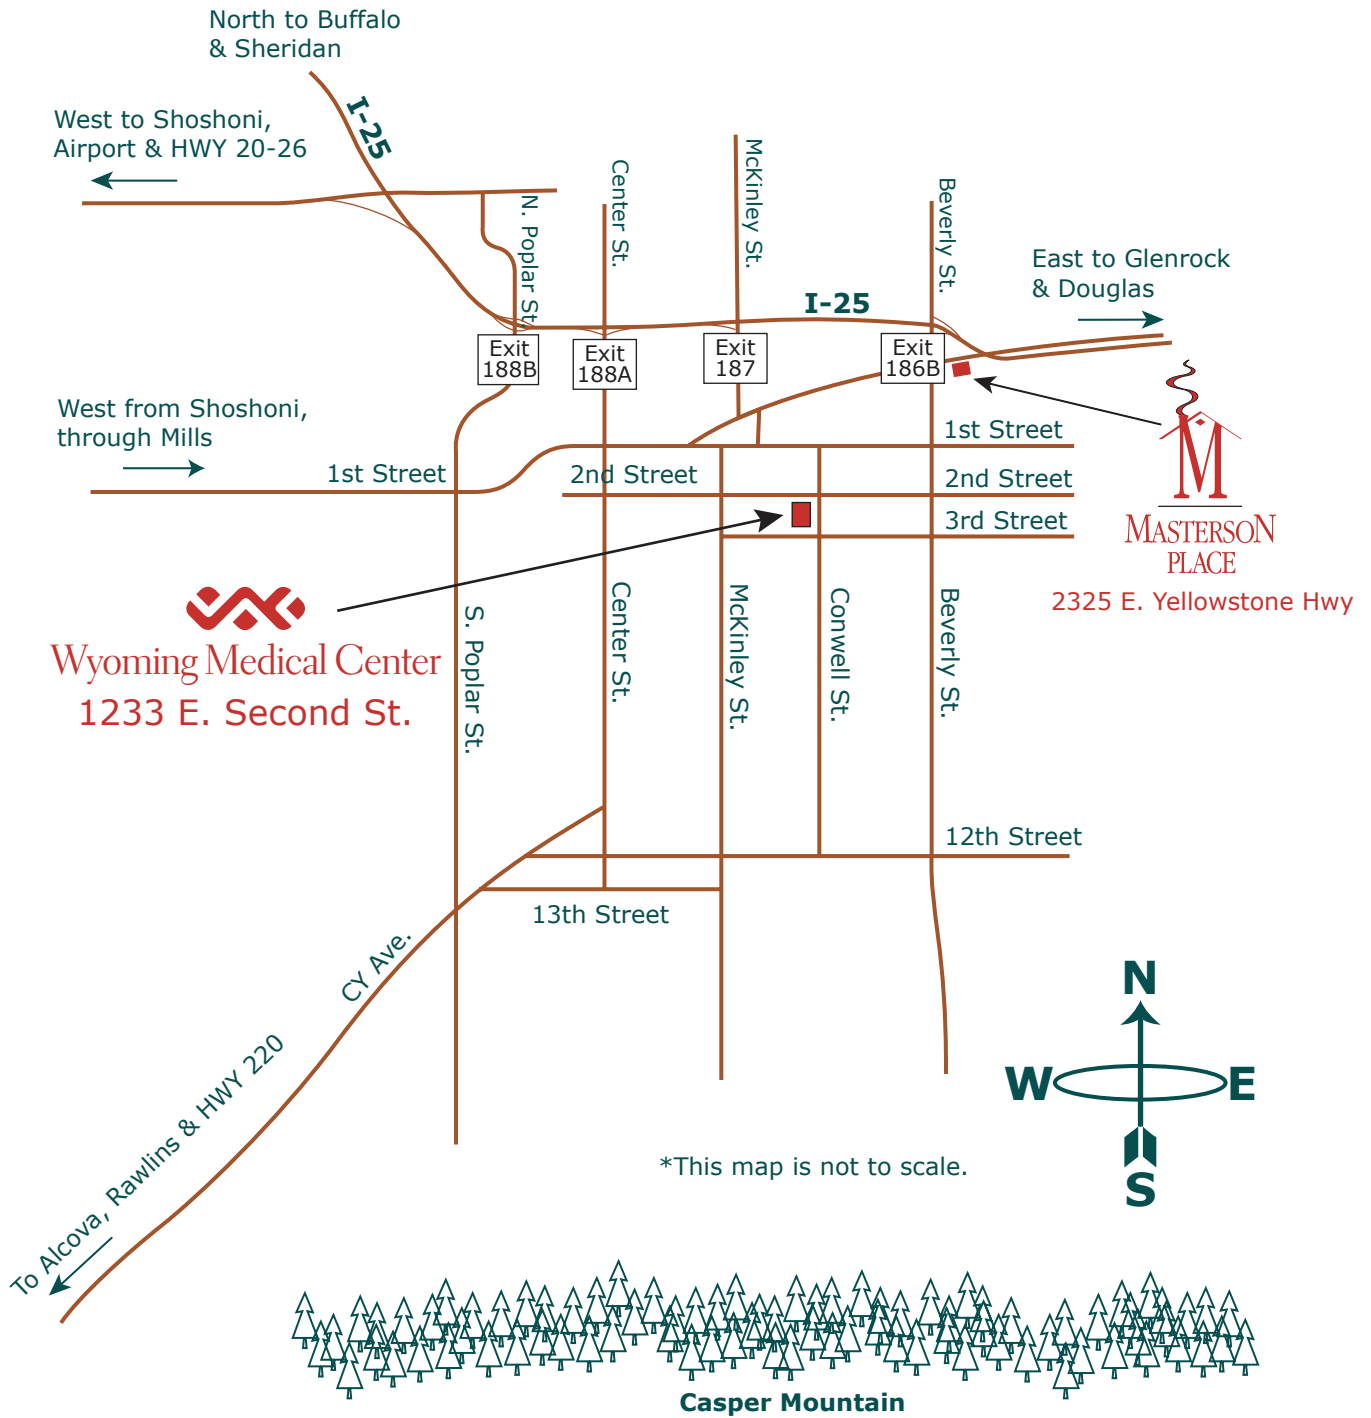 North to Buffalo
& Sheridan
I-25
West to Shoshoni,
Airport & HWY 20-26
N. Poplar St.
Center St.
McKinley St.
Beverly St.
East to Glenrock
& Douglas
I-25
Exit
188B
Exit
188A
Exit
187
Exit
186B
West from Shoshoni,
through Mills
1st Street
1st Street
2nd Street
2nd Street
3rd Street
M
MASTERSON
PLACE
2325 E. Yellowstone Hwy
Wyoming Medical Center
1233 E. Second St.
S. Poplar St.
Center St.
McKinley St.
Conwell St.
Beverly St.
12th Street
13th Street
CY Ave.
To Alcova, Rawlins & HWY 220
N
W
E
S
*This map is not to scale.
Casper Mountain